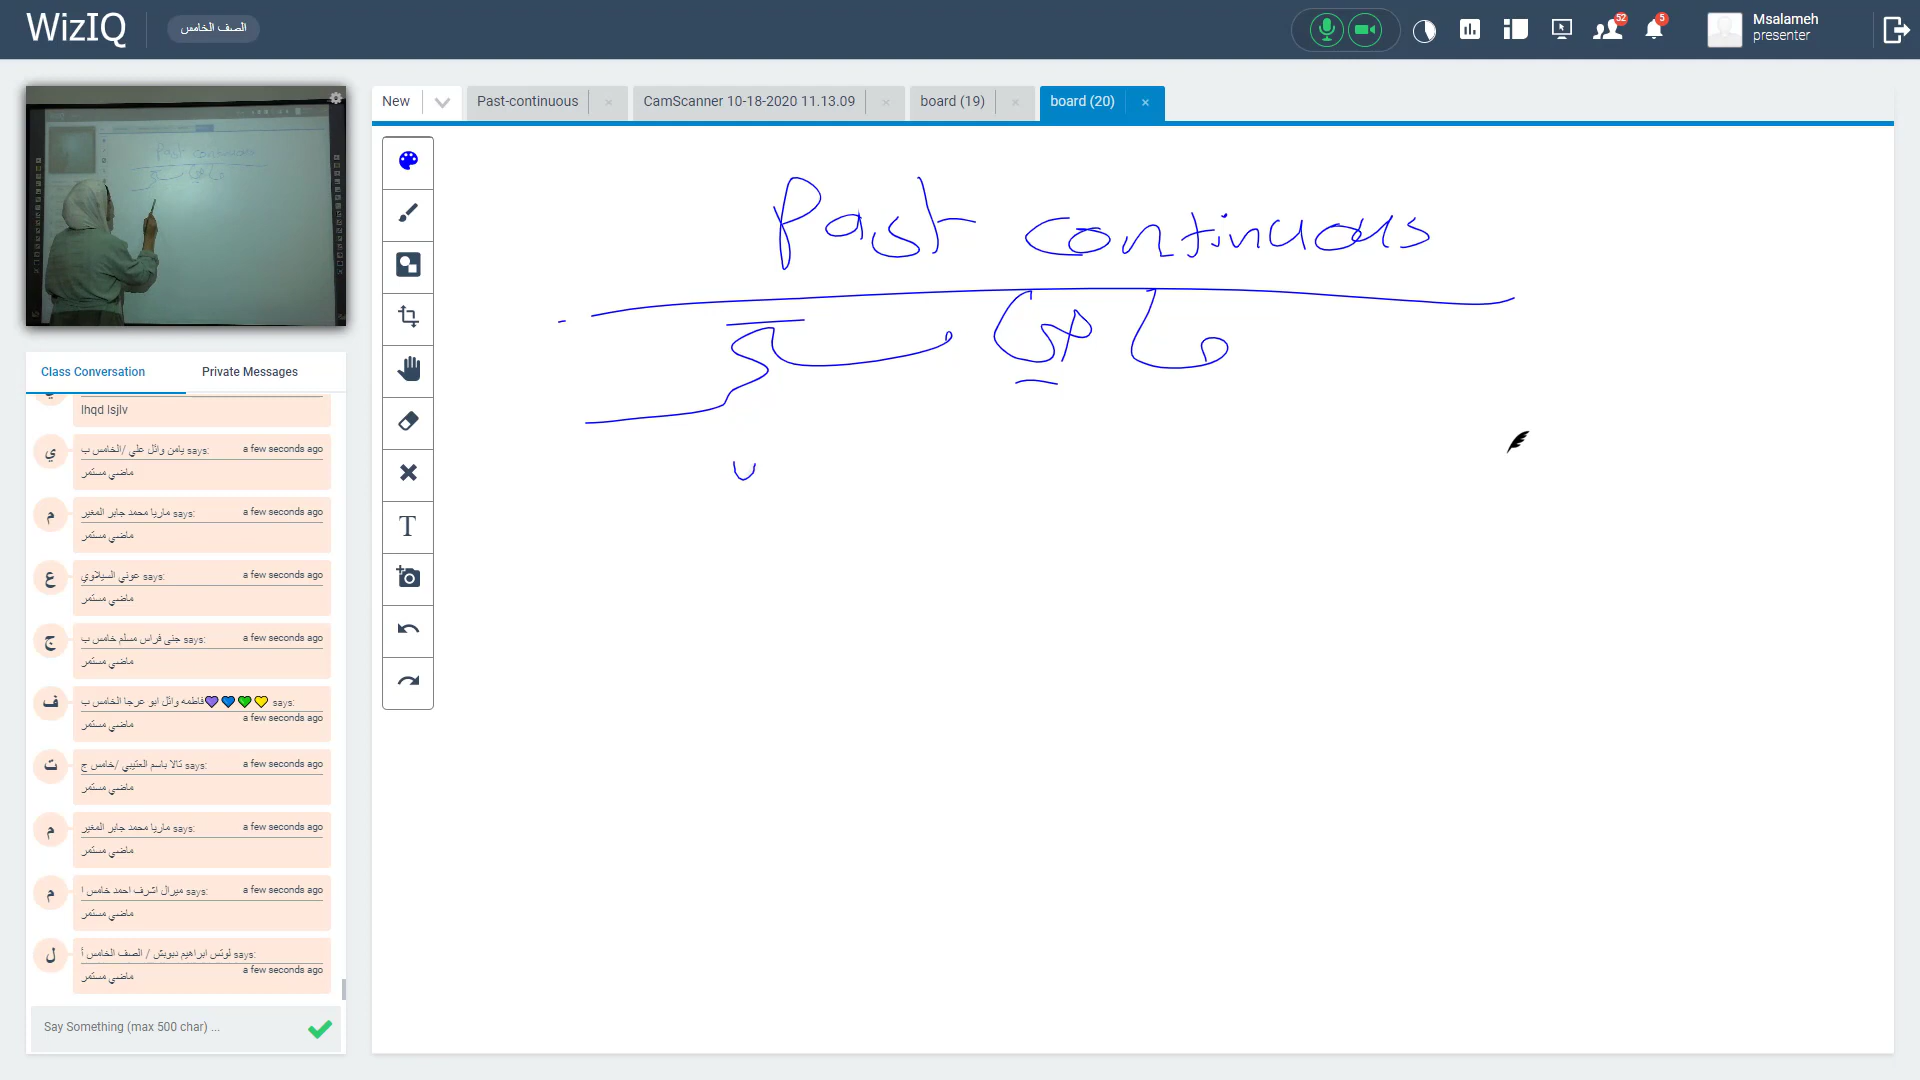 WizIQ
الصف الخامس
52
5
Msalameh
presenter
New
Past-continuous
CamScanner 10-18-2020 11.13.09
board (19)
board (20)
Past continuous
ماضي مستمر
Class Conversation
Private Messages
lhqd lsjlv
يامن وائل علي /الخامس ب says: a few seconds ago
ماضي مستمر
ماريا محمد جابر المغير says: a few seconds ago
ماضي مستمر
عوني السيلاوي says: a few seconds ago
ماضي مستمر
جنى فراس مسلم خامس ب says: a few seconds ago
ماضي مستمر
فاطمه وائل ابو عرجا الخامس ب💜💙💚💛 says:
a few seconds ago
ماضي مستمر
تالا باسم العتيبي /خامس ج says: a few seconds ago
ماضي مستمر
ماريا محمد جابر المغير says: a few seconds ago
ماضي مستمر
ميرال اشرف احمد خامس ا says: a few seconds ago
ماضي مستمر
لوتس ابراهيم دبوبش / الصف الخامس أ says:
a few seconds ago
ماضي مستمر
Say Something (max 500 char) ...